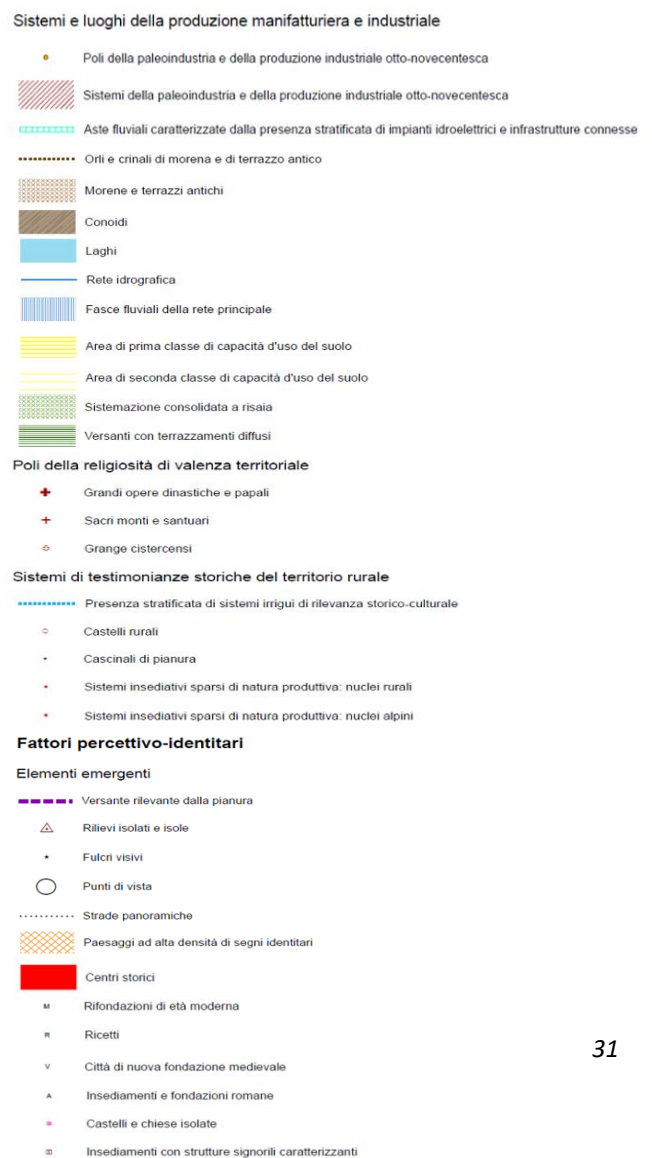 Sistemi e luoghi della produzione manifatturiera e industriale
Poli della paleoindustria e della produzione industriale otto-novecentesca
Sistemi della paleoindustria e della produzione industriale otto-novecentesca
Aste fluviali caratterizzate dalla presenza stratificata di impianti idroelettrici e infrastrutture connesse
Orli e crinali di morena e di terrazzo antico
Morene e terrazzi antichi
Conoidi
Laghi
Rete idrografica
Fasce fluviali della rete principale
Area di prima classe di capacità d'uso del suolo
Area di seconda classe di capacità d'uso del suolo
Sistemazione consolidata a risaia
Versanti con terrazzamenti diffusi
Poli della religiosità di valenza territoriale
Grandi opere dinastiche e papali
Sacri monti e santuari
Grange cistercensi
Sistemi di testimonianze storiche del territorio rurale
Presenza stratificata di sistemi irrigui di rilevanza storico-culturale
Castelli rurali
Cascinali di pianura
Sistemi insediativi sparsi di natura produttiva: nuclei rurali
Sistemi insediativi sparsi di natura produttiva: nuclei alpini
Fattori percettivo-identitari
Elementi emergenti
Versante rilevante dalla pianura
Rilievi isolati e isole
Fulcri visivi
Punti di vista
Strade panoramiche
Paesaggi ad alta densità di segni identitari
Centri storici
M Rifondazioni di età moderna
R Ricetti
31
V Città di nuova fondazione medievale
A Insediamenti e fondazioni romane
Castelli e chiese isolate
Insediamenti con strutture signorili caratterizzanti